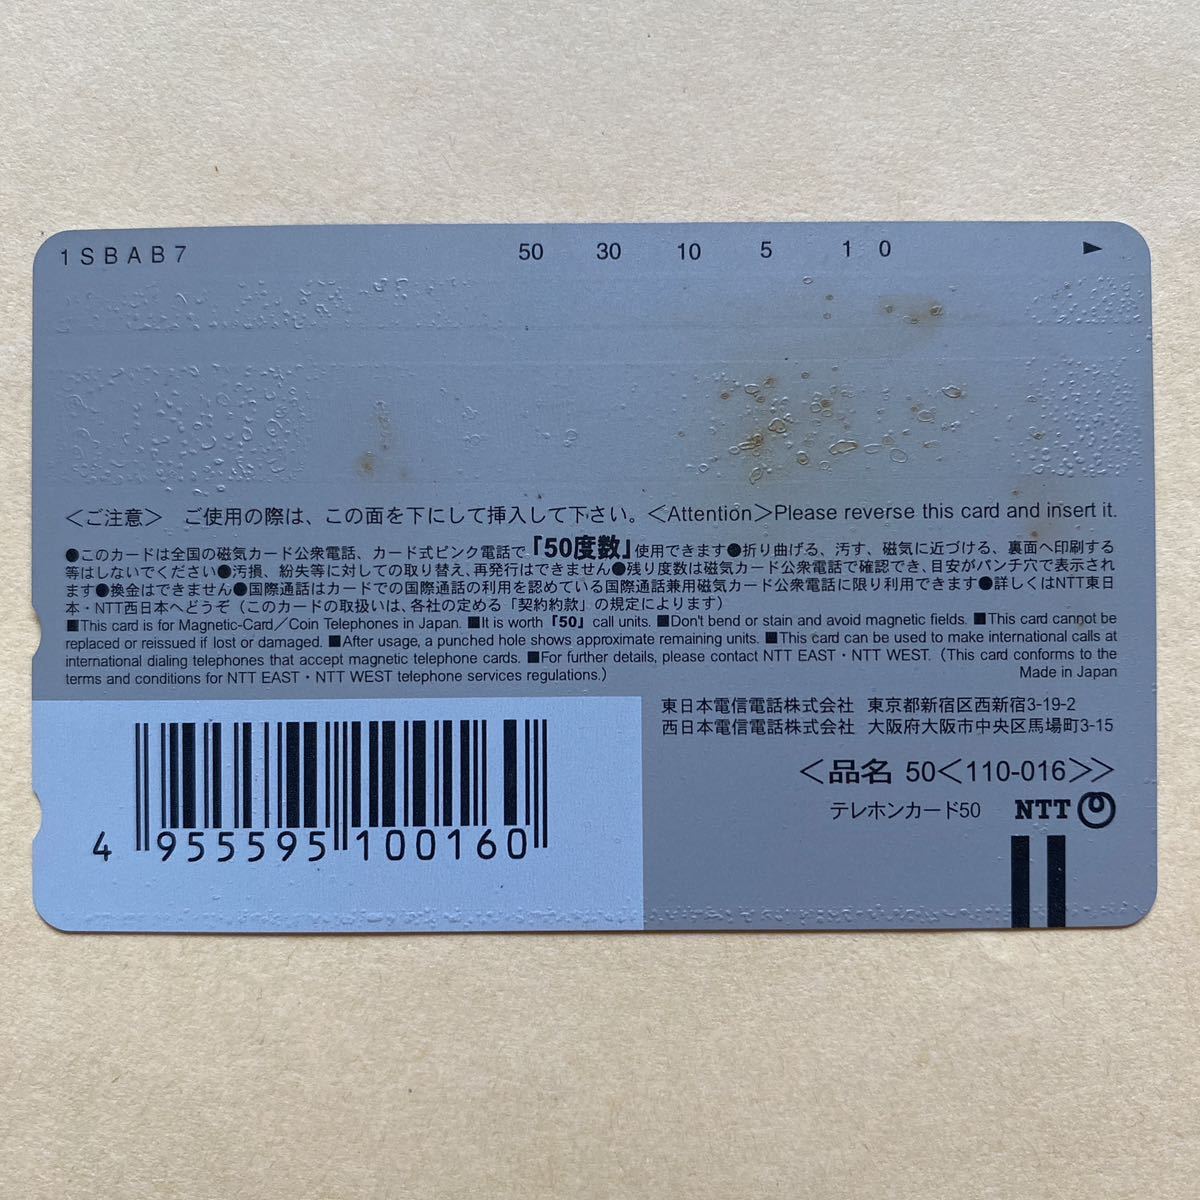 1SBAB7 50 30 10 5 1 0 ►
＜ご注意＞ ご使用の際は、この面を下にして挿入して下さい。＜Attention＞Please reverse this card and insert it.
●このカードは全国の磁気カード公衆電話、カード式ピンク電話で「50度数」使用できます●折り曲げる、汚す、磁気に近づける、裏面へ印刷する
等はしないでください●汚損、紛失等に対しての取り替え、再発行はできません●残り度数は磁気カード公衆電話で確認でき、目安がパンチ穴で表示されま
す●換金はできません●国際通話はカードでの国際通話の利用を認めている国際通話兼用磁気カード公衆電話に限り利用できます●詳しくはNTT東日
本・NTT西日本へどうぞ（このカードの取扱いは、各社の定める「契約約款」の規定によります）
■This card is for Magnetic-Card／Coin Telephones in Japan. ■It is worth「50」call units. ■Don't bend or stain and avoid magnetic fields. ■This card cannot be
replaced or reissued if lost or damaged. ■After usage, a punched hole shows approximate remaining units. ■This card can be used to make international calls at
international dialing telephones that accept magnetic telephone cards. ■For further details, please contact NTT EAST・NTT WEST.（This card conforms to the
terms and conditions for NTT EAST・NTT WEST telephone services regulations.） Made in Japan
東日本電信電話株式会社 東京都新宿区西新宿3-19-2
西日本電信電話株式会社 大阪府大阪市中央区馬場町3-15
＜品名 50＜110-016＞＞
テレホンカード50 NTT
4 955595 100160